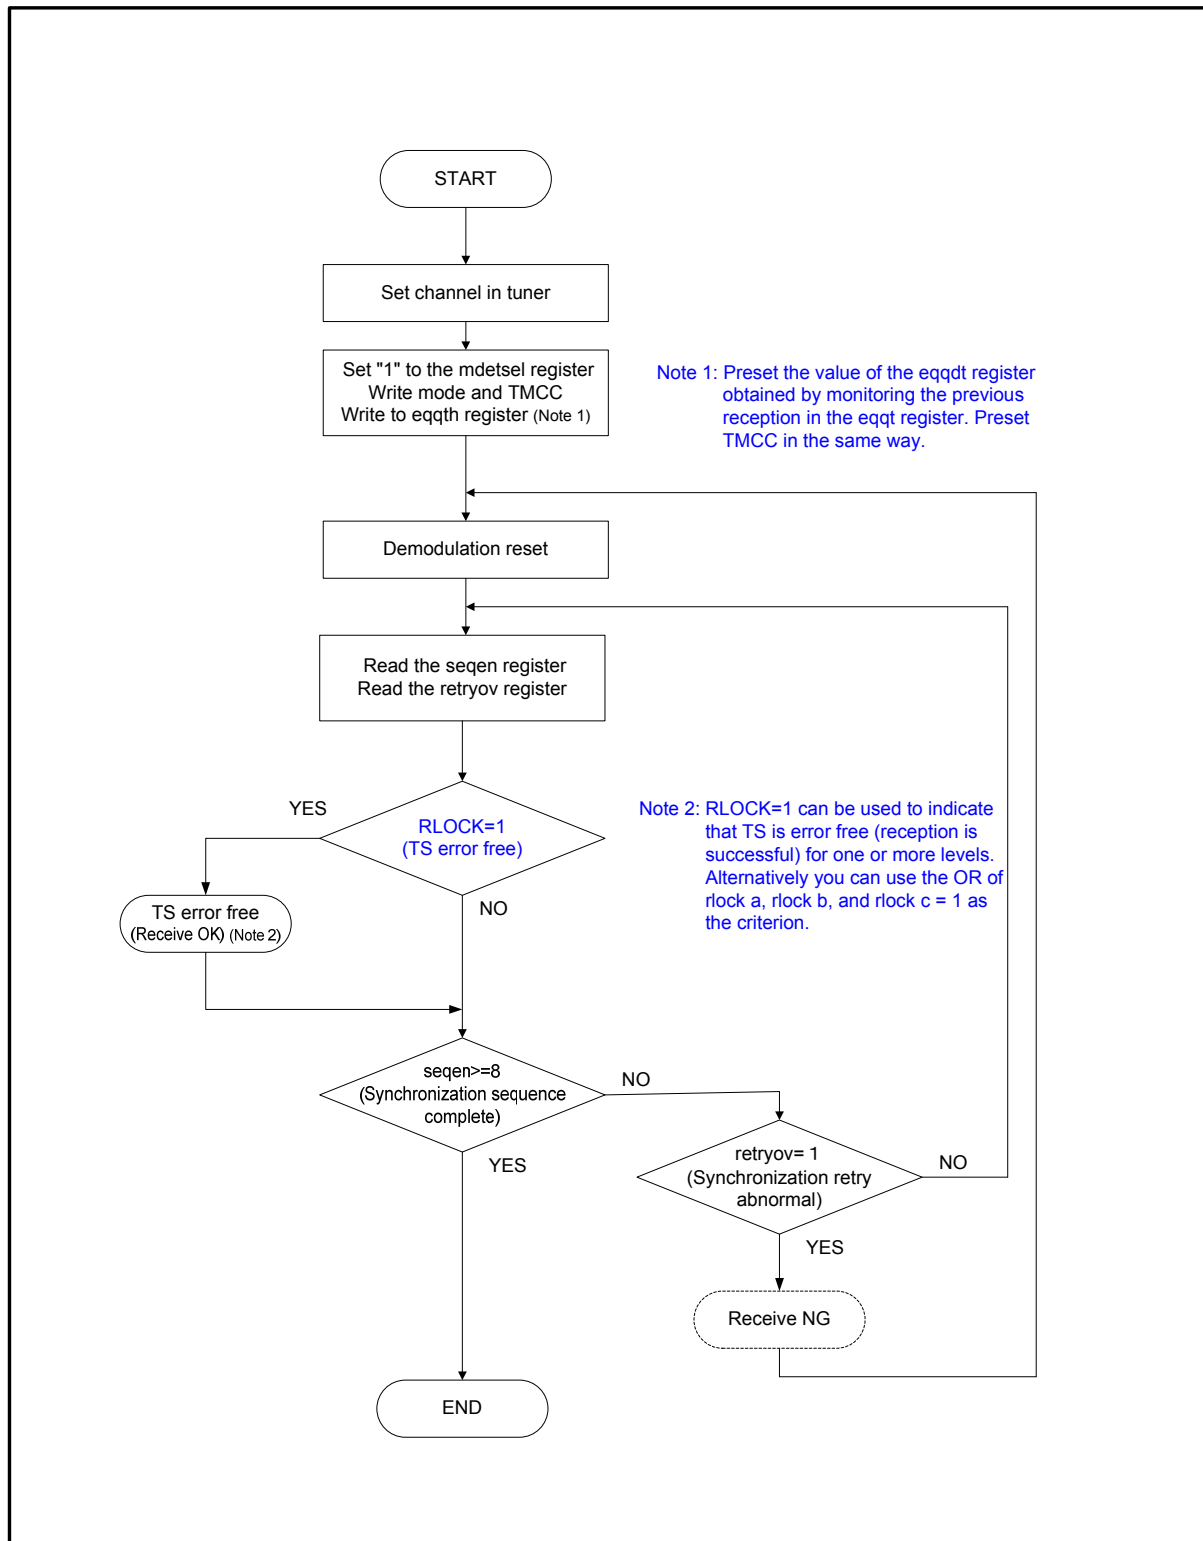 START
Set channel in tuner
Set "1" to the mdetsel register
Write mode and TMCC
Write to eqqth register (Note 1)
Note 1: Preset the value of the eqqdt register
obtained by monitoring the previous
reception in the eqqt register. Preset
TMCC in the same way.
Demodulation reset
Read the seqen register
Read the retryov register
YES
RLOCK=1
(TS error free)
NO
Note 2: RLOCK=1 can be used to indicate
that TS is error free (reception is
successful) for one or more levels.
Alternatively you can use the OR of
rlock a, rlock b, and rlock c = 1 as
the criterion.
TS error free
(Receive OK) (Note 2)
seqen>=8
(Synchronization sequence
complete)
NO
YES
retryov= 1
(Synchronization retry
abnormal)
NO
YES
Receive NG
END